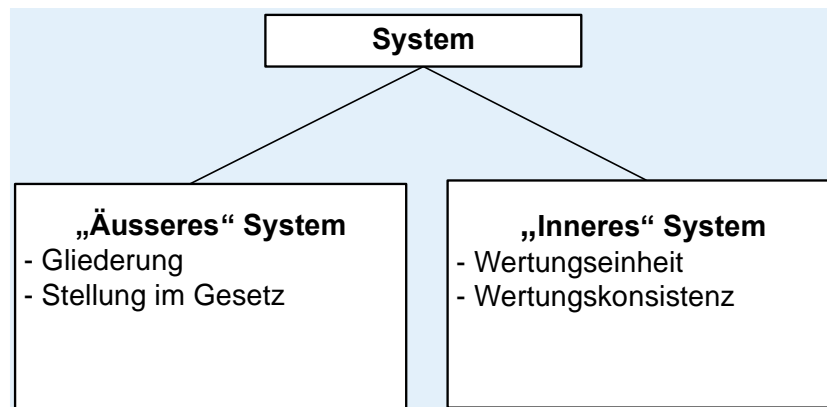 System
„Äusseres“ System
- Gliederung
- Stellung im Gesetz
„Inneres“ System
- Wertungseinheit
- Wertungskonsistenz